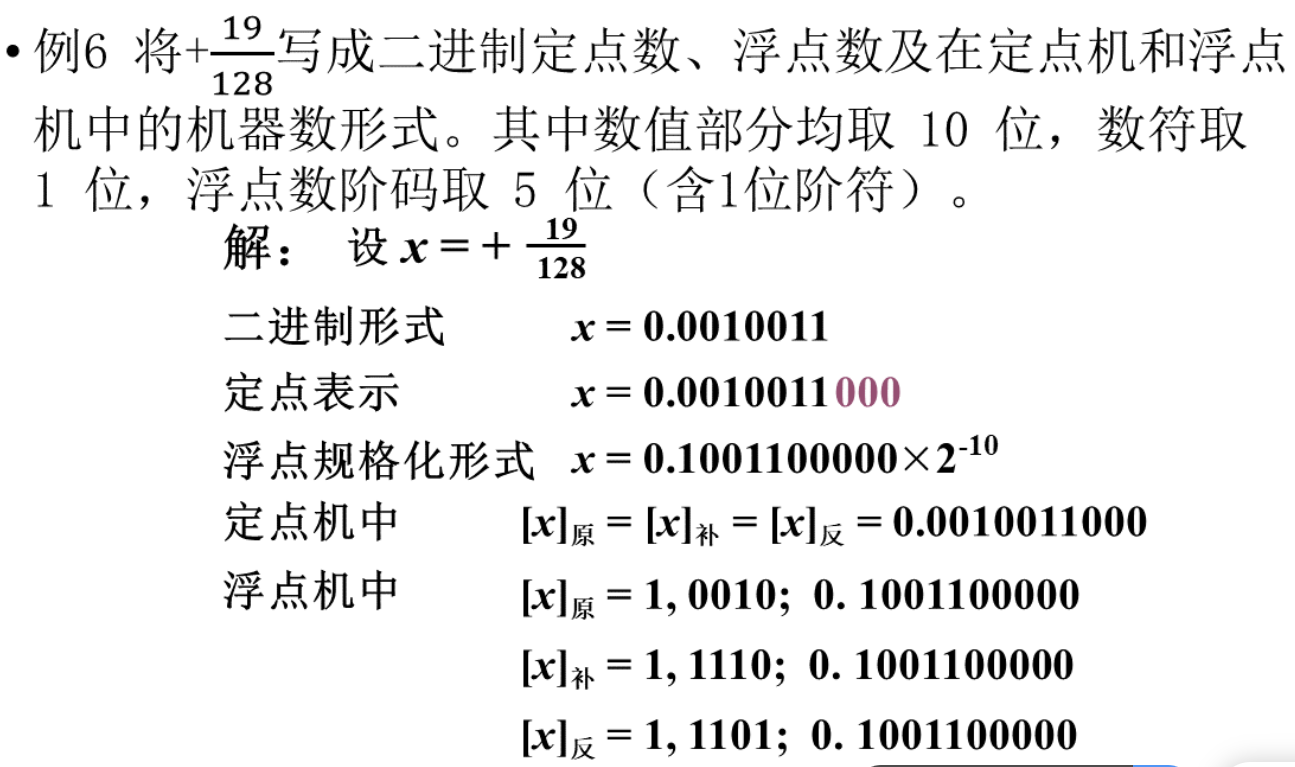 • 例6 将+19/128写成二进制定点数、浮点数及在定点机和浮点
机中的机器数形式。其中数值部分均取 10 位，数符取
1 位，浮点数阶码取 5 位（含1位阶符）。
解： 设 x = + 19/128
二进制形式 x = 0.0010011
定点表示 x = 0.0010011000
浮点规格化形式 x = 0.1001100000×2^-10
定点机中 [x]原 = [x]补 = [x]反 = 0.0010011000
浮点机中 [x]原 = 1, 0010; 0. 1001100000
[x]补 = 1, 1110; 0. 1001100000
[x]反 = 1, 1101; 0. 1001100000